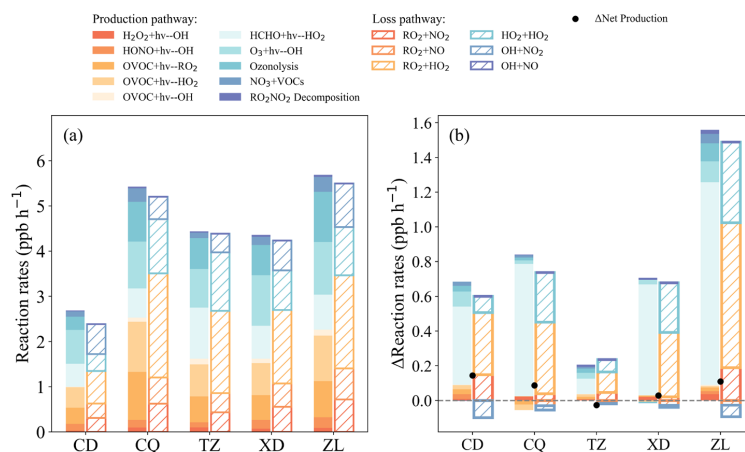 Production pathway:
H₂O₂+hv--OH
HONO+hv--OH
OVOC+hv--RO₂
OVOC+hv--HO₂
OVOC+hv--OH
HCHO+hv--HO₂
O₃+hv--OH
Ozonolysis
NO₃+VOCs
RO₂NO₂ Decomposition
Loss pathway:
RO₂+NO₂
RO₂+NO
RO₂+HO₂
HO₂+HO₂
OH+NO₂
OH+NO
ΔNet Production
(a)
Reaction rates (ppb h⁻¹)
6
5
4
3
2
1
0
CD CQ TZ XD ZL
(b)
ΔReaction rates (ppb h⁻¹)
1.6
1.4
1.2
1.0
0.8
0.6
0.4
0.2
0.0
CD CQ TZ XD ZL